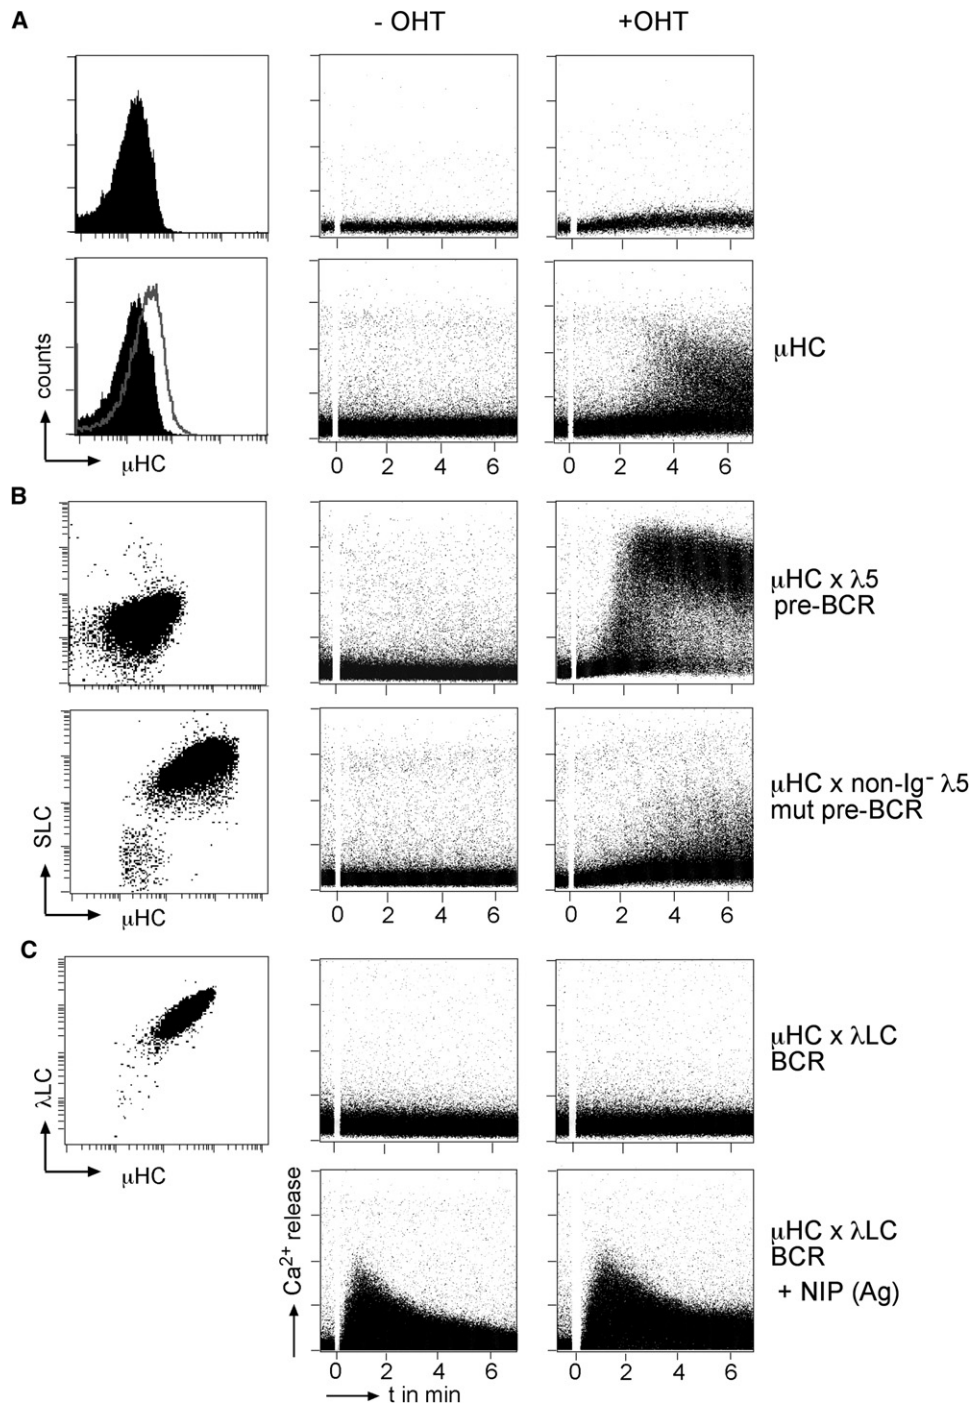 A
- OHT
+OHT
counts
μHC
μHC
0 2 4 6
0 2 4 6
B
μHC x λ5
pre-BCR
SLC
μHC
μHC x non-Ig⁻ λ5
mut pre-BCR
0 2 4 6
0 2 4 6
C
λLC
μHC
μHC x λLC
BCR
Ca²⁺ release
μHC x λLC
BCR
+ NIP (Ag)
0 2 4 6
0 2 4 6
t in min